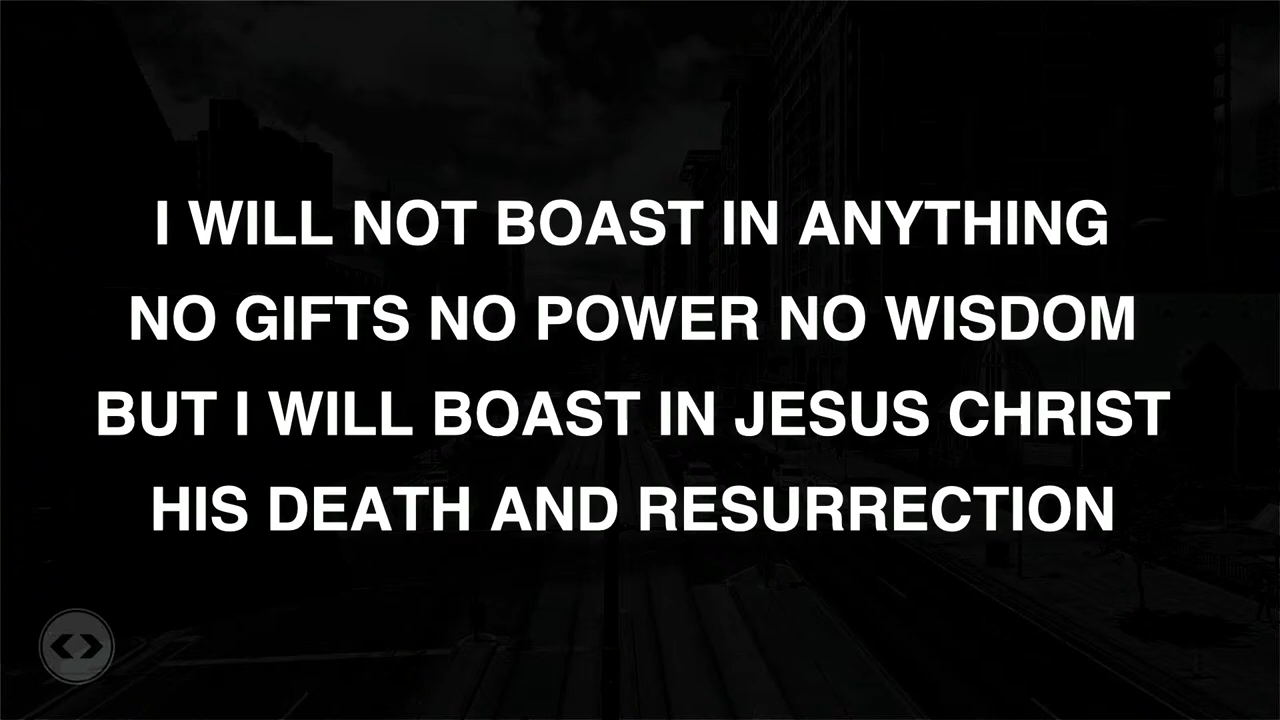 I WILL NOT BOAST IN ANYTHING
NO GIFTS NO POWER NO WISDOM
BUT I WILL BOAST IN JESUS CHRIST
HIS DEATH AND RESURRECTION